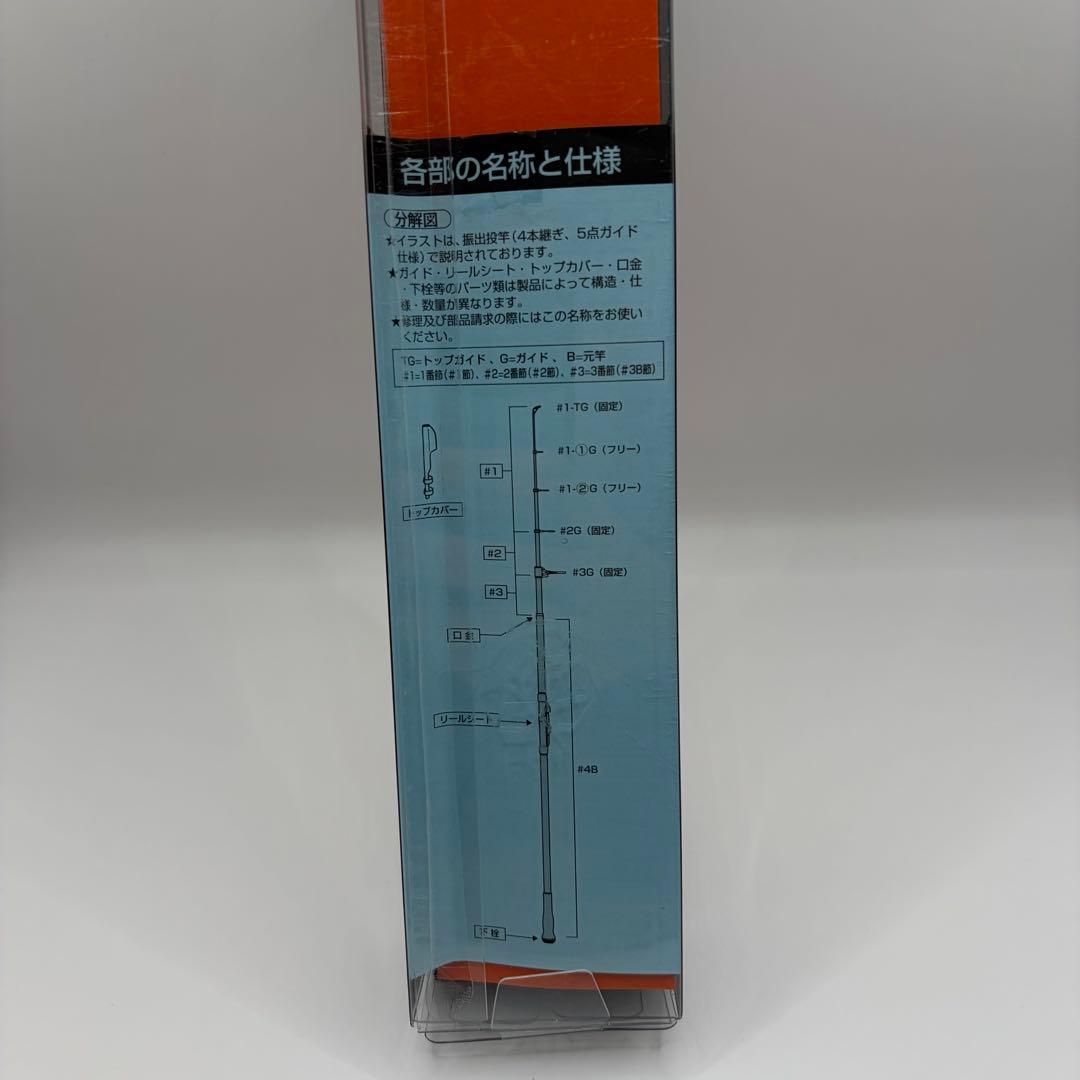 各部の名称と仕様
分解図
★イラストは、振出投竿(4本継ぎ、5点ガイド
仕様)で説明されております。
★ガイド・リールシート・トップカバー・口金
・下栓等のパーツ類は製品によって構造・仕
様・数量が異なります。
★修理及び部品請求の際にはこの名称をお使い
ください。
TG=トップガイド、G=ガイド、B=元竿
#1=1番節(#1節)、#2=2番節(#2節)、#3=3番節(#3B節)
#1-TG(固定)
#1-①G(フリー)
#1
#1-②G(フリー)
トップカバー
#2G(固定)
#2
#3G(固定)
#3
口金
リールシート
#4B
下栓